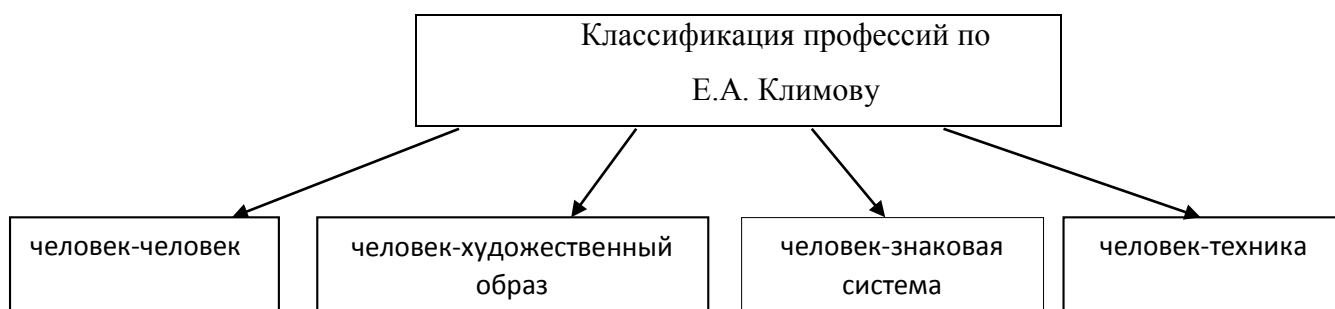 Классификация профессий по
Е.А. Климову
человек-человек
человек-художественный
образ
человек-знаковая
система
человек-техника